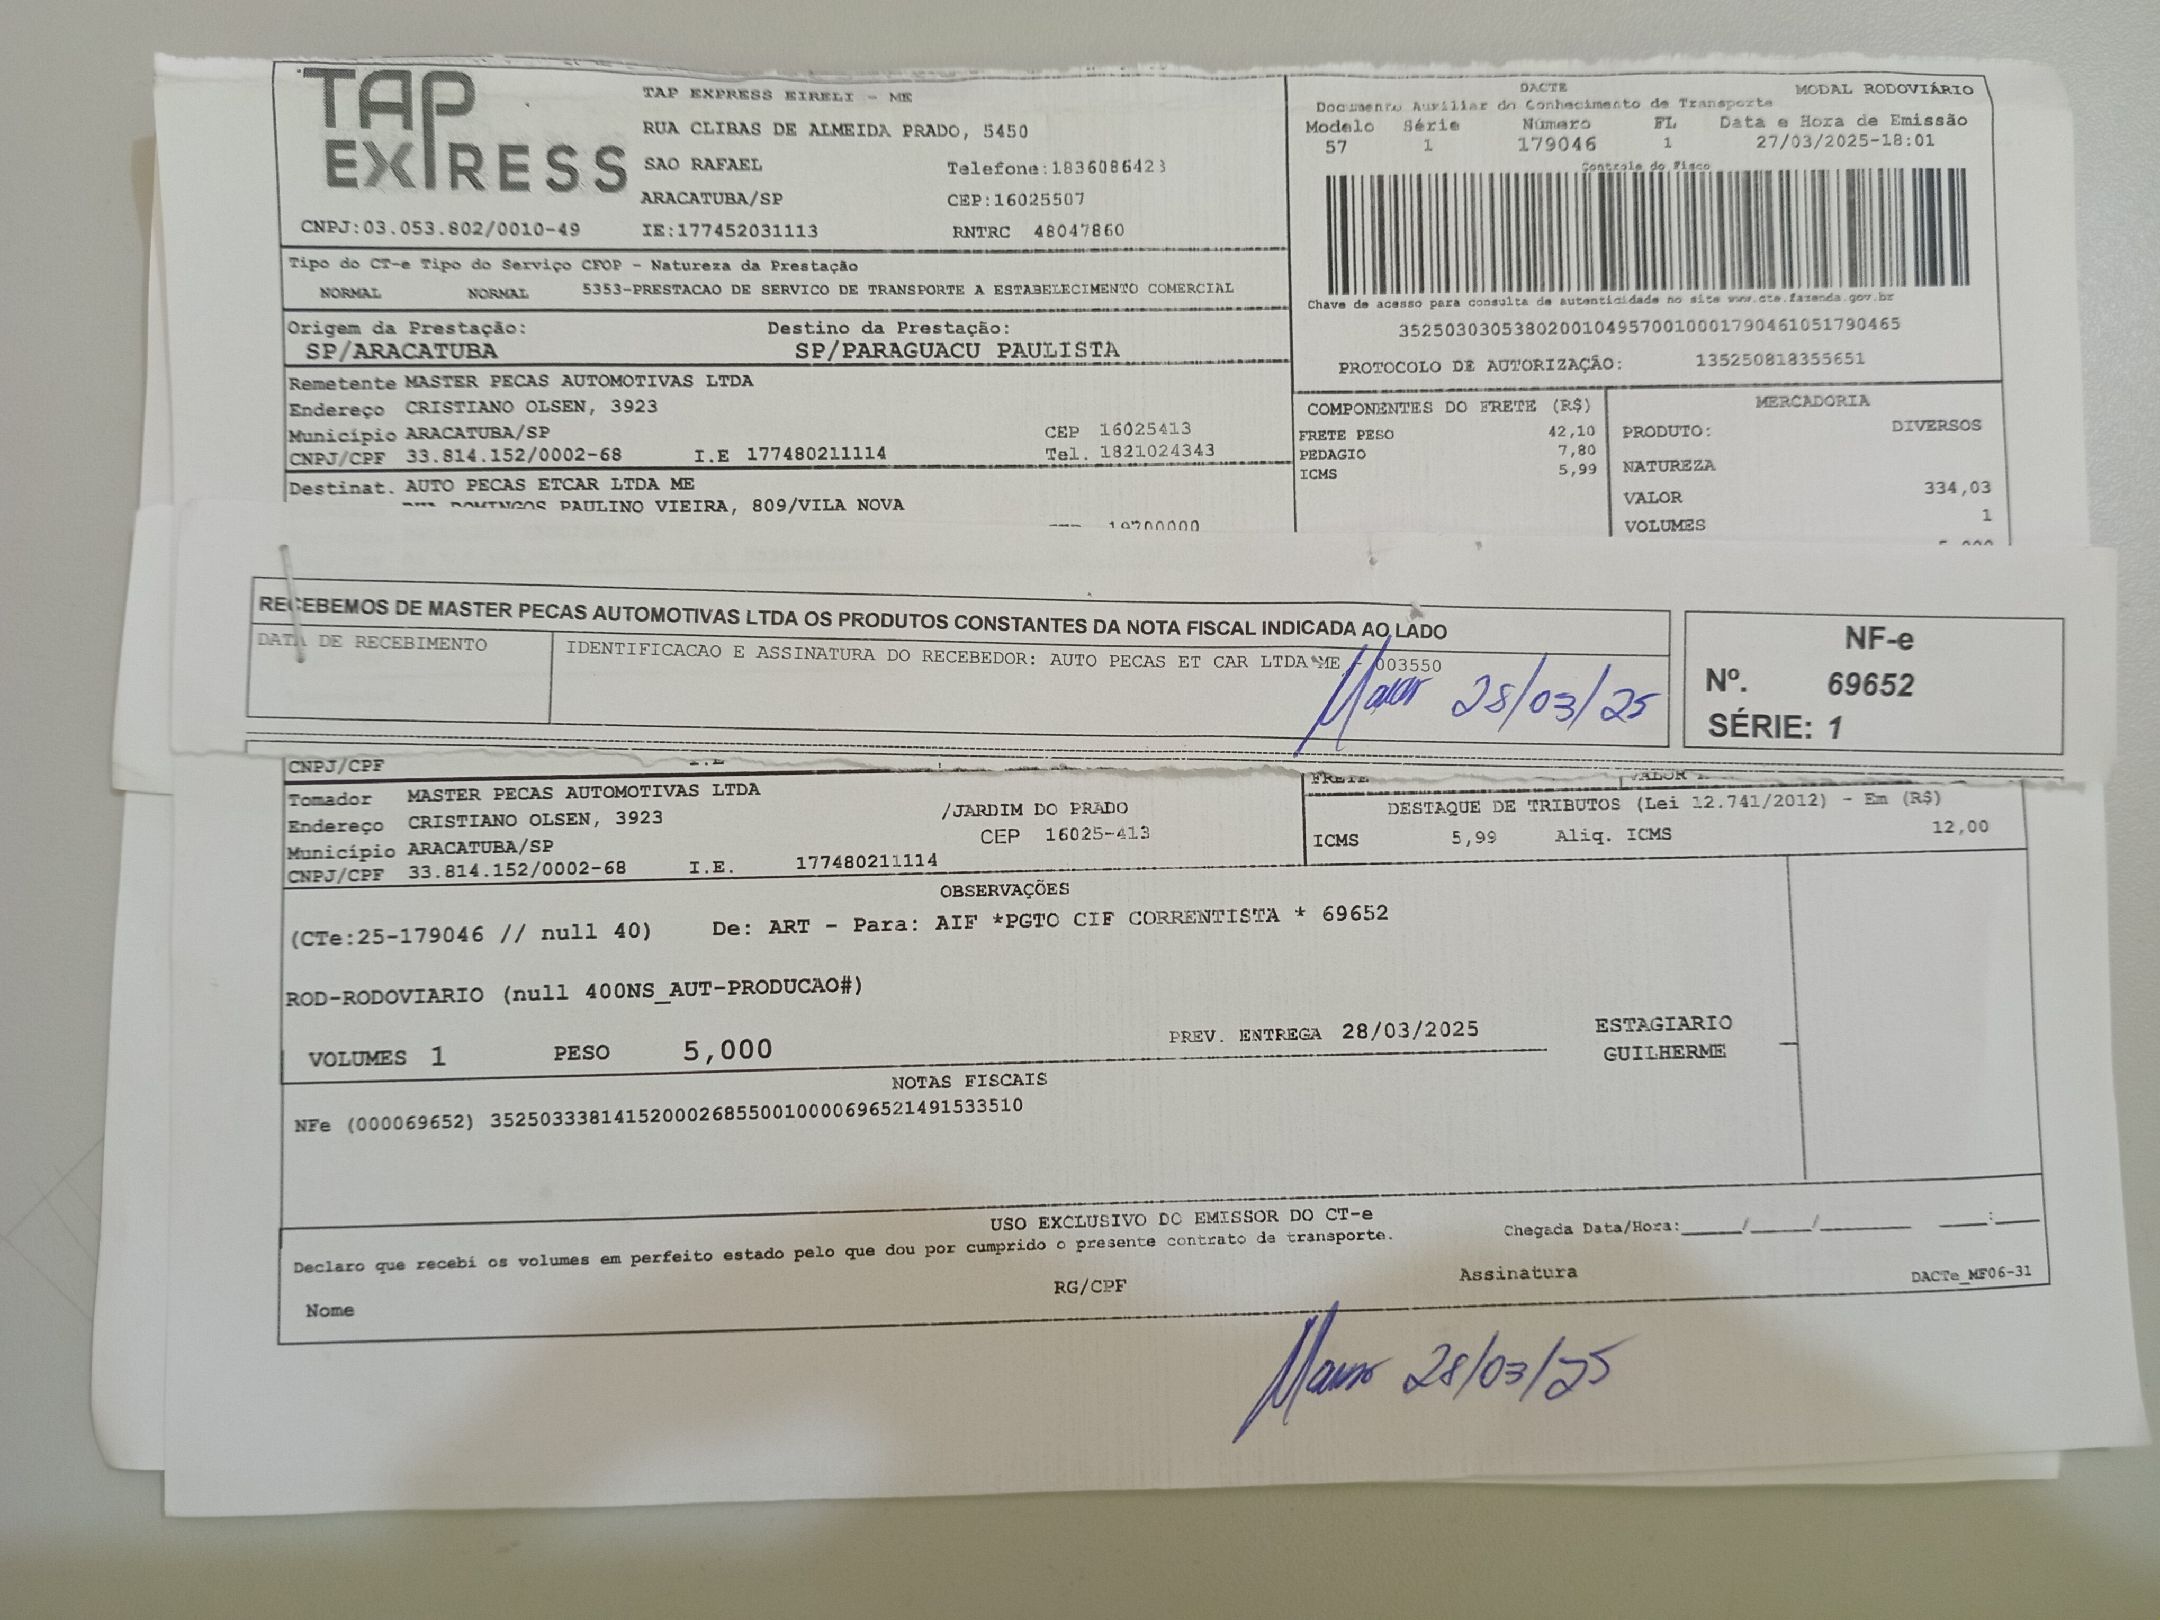 TAP EXPRESS
TAP EXPRESS EIRELI - ME
RUA CLIBAS DE ALMEIDA PRADO, 5450
SAO RAFAEL Telefone:1836086423
ARACATUBA/SP CEP:16025507
CNPJ:03.053.802/0010-49 IE:177452031113 RNTRC 48047860
DACTE MODAL RODOVIÁRIO
Documento Auxiliar do Conhecimento de Transporte
Modelo Série Número FL Data e Hora de Emissão
57 1 179046 1 27/03/2025-18:01
Controle do Fisco
Chave de acesso para consulta de autenticidade no site www.cte.fazenda.gov.br
35250303053802001049570010001790461051790465
PROTOCOLO DE AUTORIZAÇÃO: 135250818355651
Tipo do CT-e Tipo do Serviço CFOP - Natureza da Prestação
NORMAL NORMAL 5353-PRESTACAO DE SERVICO DE TRANSPORTE A ESTABELECIMENTO COMERCIAL
Origem da Prestação: Destino da Prestação:
SP/ARACATUBA SP/PARAGUACU PAULISTA
Remetente MASTER PECAS AUTOMOTIVAS LTDA
Endereço CRISTIANO OLSEN, 3923
Município ARACATUBA/SP CEP 16025413
CNPJ/CPF 33.814.152/0002-68 I.E 177480211114 Tel. 1821024343
Destinat. AUTO PECAS ETCAR LTDA ME
DOMINGOS PAULINO VIEIRA, 809/VILA NOVA
19700000
COMPONENTES DO FRETE (R$)
FRETE PESO 42,10
PEDAGIO 7,80
ICMS 5,99
MERCADORIA
PRODUTO: DIVERSOS
NATUREZA
VALOR 334,03
VOLUMES 1
RECEBEMOS DE MASTER PECAS AUTOMOTIVAS LTDA OS PRODUTOS CONSTANTES DA NOTA FISCAL INDICADA AO LADO
DATA DE RECEBIMENTO
IDENTIFICACAO E ASSINATURA DO RECEBEDOR: AUTO PECAS ET CAR LTDA ME - 003550
28/03/25
NF-e
Nº. 69652
SÉRIE: 1
CNPJ/CPF
FRETE VALOR
Tomador MASTER PECAS AUTOMOTIVAS LTDA
Endereço CRISTIANO OLSEN, 3923 /JARDIM DO PRADO
Município ARACATUBA/SP CEP 16025-413
CNPJ/CPF 33.814.152/0002-68 I.E. 177480211114
DESTAQUE DE TRIBUTOS (Lei 12.741/2012) - Em (R$)
ICMS 5,99 Aliq. ICMS 12,00
OBSERVAÇÕES
(CTe:25-179046 // null 40) De: ART - Para: AIF *PGTO CIF CORRENTISTA * 69652
ROD-RODOVIARIO (null 400NS_AUT-PRODUCAO#)
VOLUMES 1 PESO 5,000 PREV. ENTREGA 28/03/2025
ESTAGIARIO
GUILHERME
NOTAS FISCAIS
NFe (000069652) 35250333814152000268550010000696521491533510
USO EXCLUSIVO DO EMISSOR DO CT-e
Declaro que recebi os volumes em perfeito estado pelo que dou por cumprido o presente contrato de transporte.
Chegada Data/Hora:_____/_____/_______ ____:____
Nome RG/CPF Assinatura DACTe_MF06-31
28/03/25